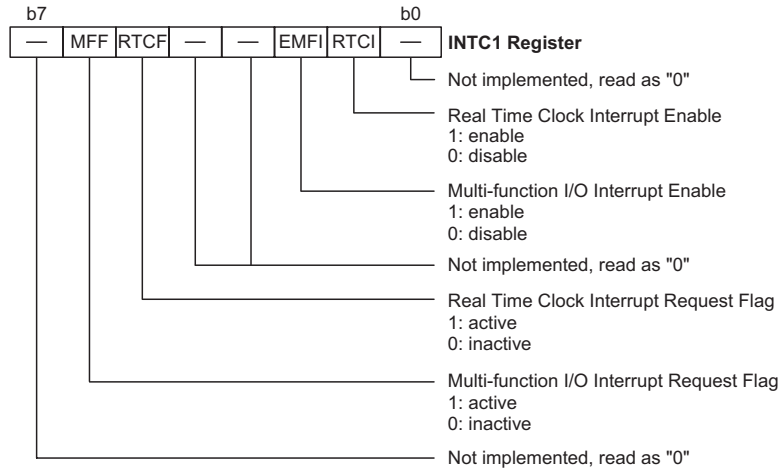 b7 b0
— MFF RTCF — — EMFI RTCI — INTC1 Register
Not implemented, read as "0"
Real Time Clock Interrupt Enable
1: enable
0: disable
Multi-function I/O Interrupt Enable
1: enable
0: disable
Not implemented, read as "0"
Real Time Clock Interrupt Request Flag
1: active
0: inactive
Multi-function I/O Interrupt Request Flag
1: active
0: inactive
Not implemented, read as "0"